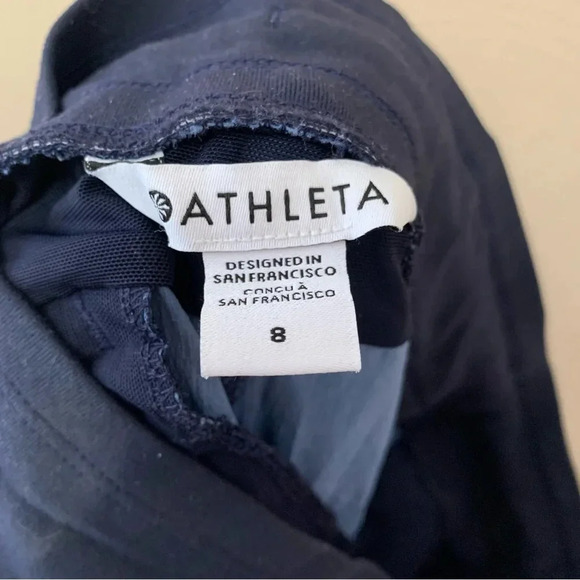 ATHLETA
DESIGNED IN
SAN FRANCISCO
CONÇU À
SAN FRANCISCO
8